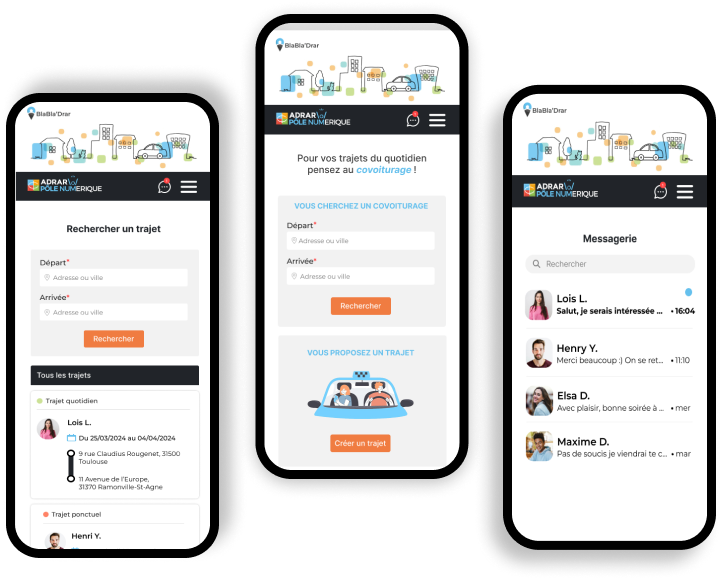 BlaBla'Drar
ADRAR
PÔLE NUMERIQUE
Rechercher un trajet
Départ*
Adresse ou ville
Arrivée*
Adresse ou ville
Rechercher
Tous les trajets
Trajet quotidien
Lois L.
Du 25/03/2024 au 04/04/2024
9 rue Claudius Rougenet, 31500
Toulouse
11 Avenue de l'Europe,
31370 Ramonville-St-Agne
Trajet ponctuel
Henri Y.
BlaBla'Drar
ADRAR
PÔLE NUMERIQUE
Pour vos trajets du quotidien
pensez au covoiturage !
VOUS CHERCHEZ UN COVOITURAGE
Départ*
Adresse ou ville
Arrivée*
Adresse ou ville
Rechercher
VOUS PROPOSEZ UN TRAJET
Créer un trajet
BlaBla'Drar
ADRAR
PÔLE NUMERIQUE
Messagerie
Rechercher
Lois L.
Salut, je serais intéressée ... • 16:04
Henry Y.
Merci beaucoup :) On se ret... • 11:10
Elsa D.
Avec plaisir, bonne soirée à ... • mer
Maxime D.
Pas de soucis je viendrai te c... • mar